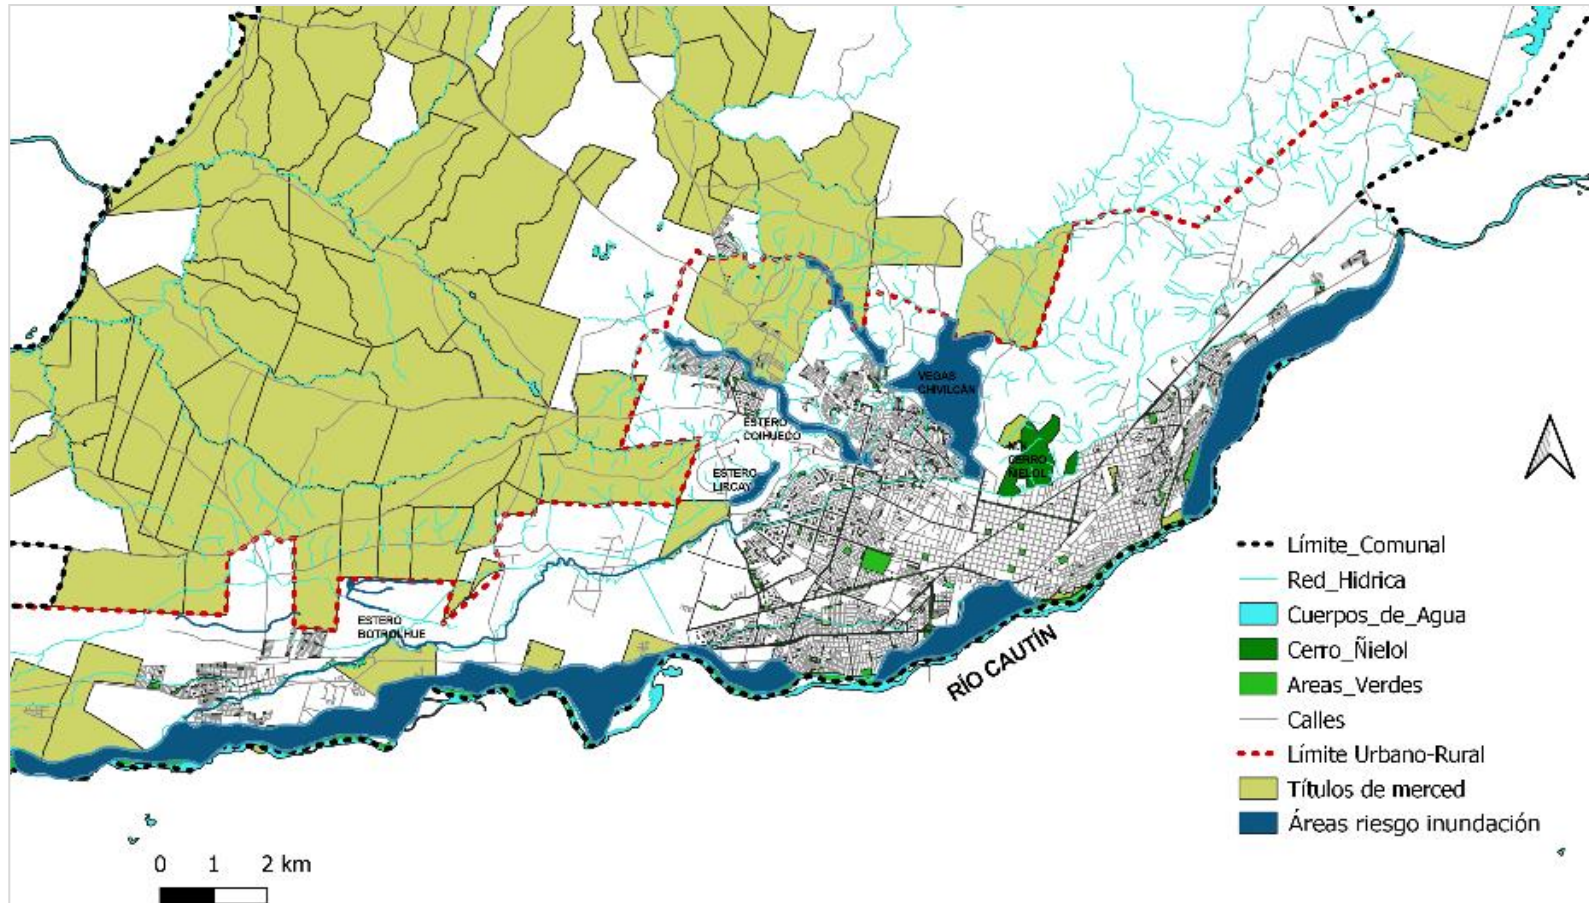 VEGAS
CHIVILCÁN
ESTERO
COIHUECO
CERRO
ÑIELOL
ESTERO
LIRCAY
ESTERO
BOTROLHUE
RÍO CAUTÍN
Límite_Comunal
Red_Hidrica
Cuerpos_de_Agua
Cerro_Ñielol
Areas_Verdes
Calles
Límite Urbano-Rural
Títulos de merced
Áreas riesgo inundación
0 1 2 km